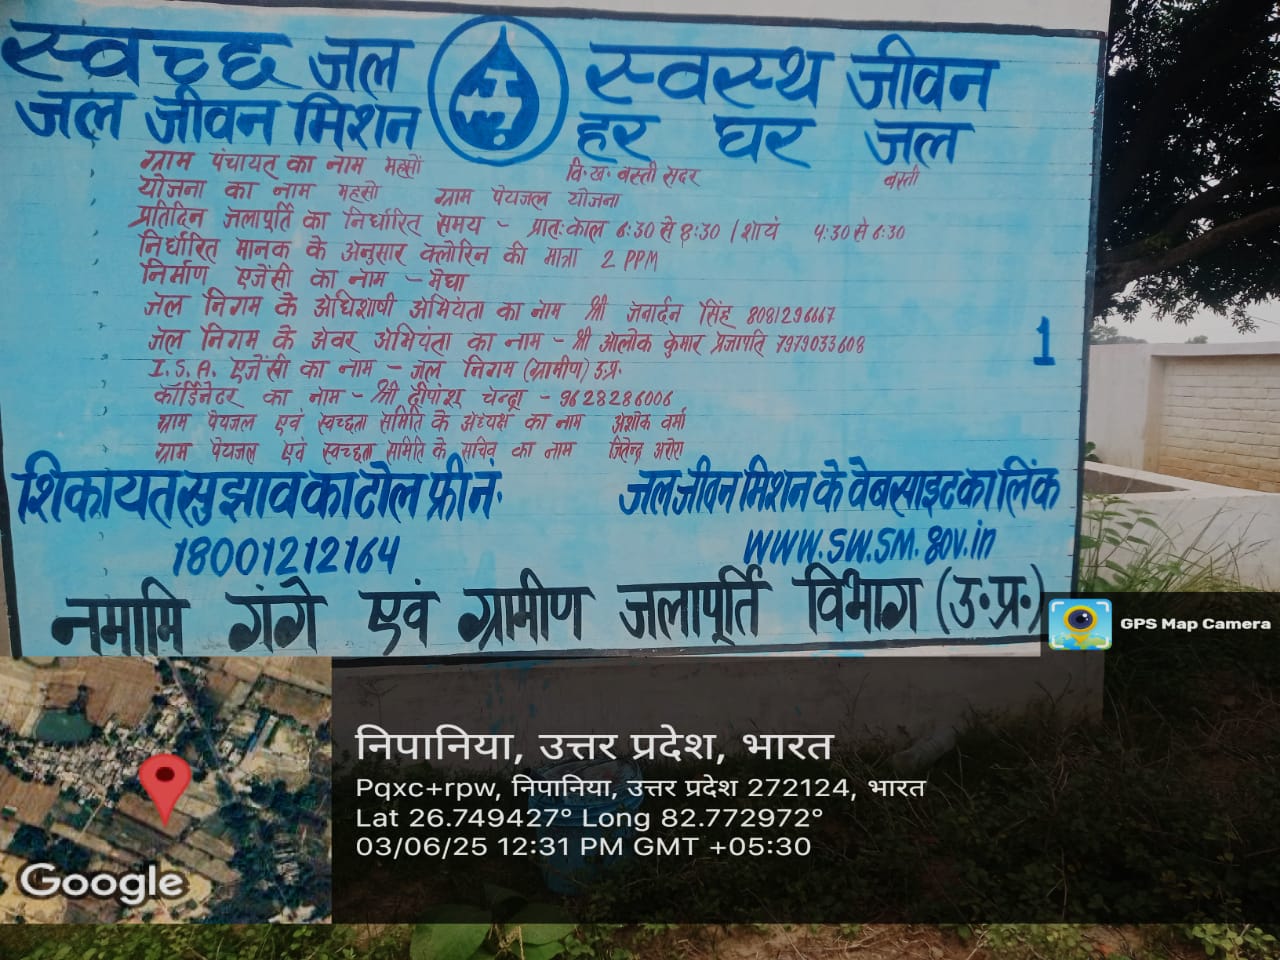 स्वच्छ जल स्वस्थ जीवन
जल जीवन मिशन हर घर जल
ग्राम पंचायत का नाम महसों वि.ख. बस्ती सदर बस्ती
योजना का नाम महसो ग्राम पेयजल योजना
प्रतिदिन जलापूर्ति का निर्धारित समय - प्रातः काल 6:30 से 8:30 / शायं 4:30 से 6:30
निर्धारित मानक के अनुसार क्लोरिन की मात्रा 2 PPM
निर्माण एजेंसी का नाम - मेघा
जल निगम के अधिशाषी अभियंता का नाम श्री जनार्दन सिंह 8081296667
जल निगम के अवर अभियंता का नाम - श्री आलोक कुमार प्रजापति 7979033608
1
I.S.A. एजेंसी का नाम - जल निगम (ग्रामीण) उ.प्र.
कॉर्डिनेटर का नाम - श्री दीपांशू चन्द्रा - 9628286006
ग्राम पेयजल एवं स्वच्छता समिति के अध्यक्ष का नाम अशोक वर्मा
ग्राम पेयजल एवं स्वच्छता समिति के सचिव का नाम जितेन्द्र अरोरा
शिकायत सुझाव का टोल फ्री नं. जल जीवन मिशन के वेबसाइट का लिंक
18001212164 www.sw.sm.gov.in
नमामि गंगे एवं ग्रामीण जलापूर्ति विभाग (उ.प्र.)
GPS Map Camera
निपानिया, उत्तर प्रदेश, भारत
Pqxc+rpw, निपानिया, उत्तर प्रदेश 272124, भारत
Lat 26.749427° Long 82.772972°
03/06/25 12:31 PM GMT +05:30
Google